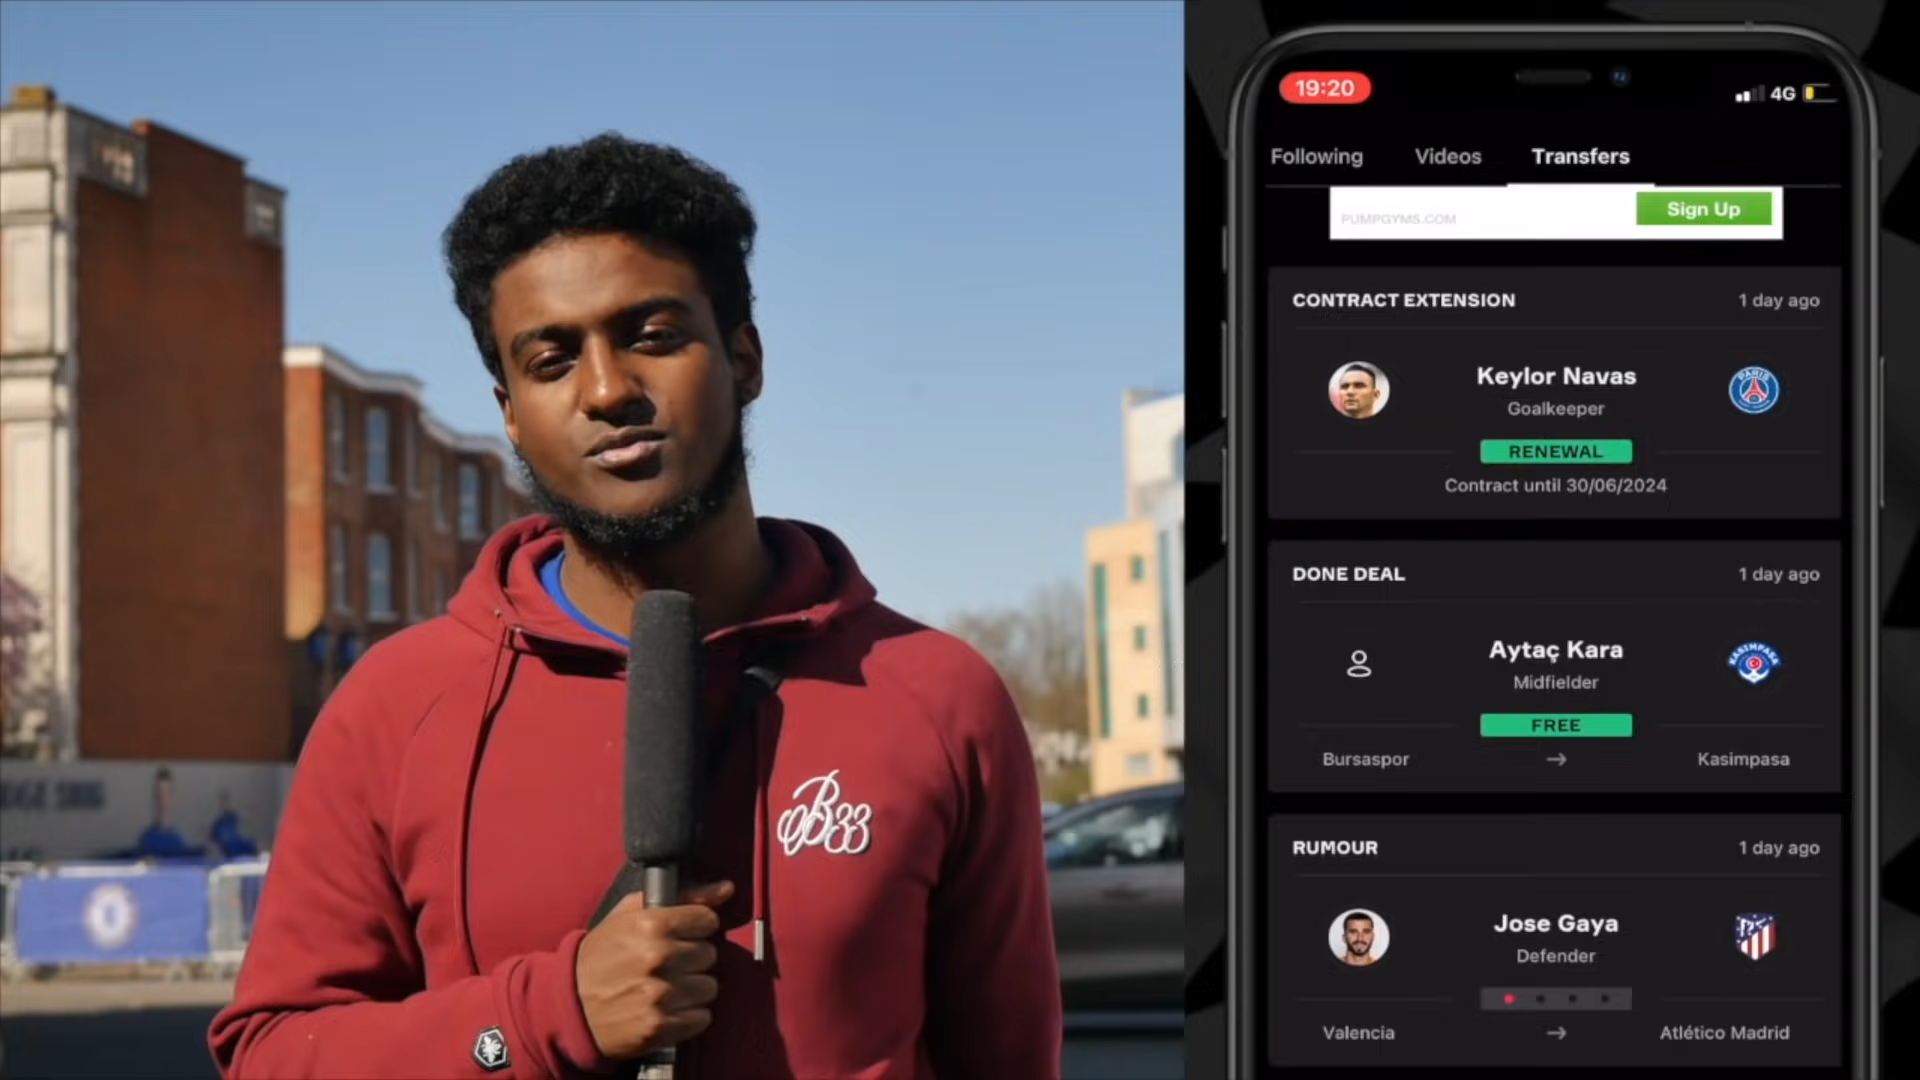 B33
19:20
4G
Following Videos Transfers
PUMPGYMS.COM
Sign Up
CONTRACT EXTENSION 1 day ago
Keylor Navas
PARIS
Goalkeeper
RENEWAL
Contract until 30/06/2024
DONE DEAL 1 day ago
Aytaç Kara
KASIMPASA
Midfielder
FREE
Bursaspor → Kasimpasa
RUMOUR 1 day ago
Jose Gaya
Defender
Valencia → Atlético Madrid